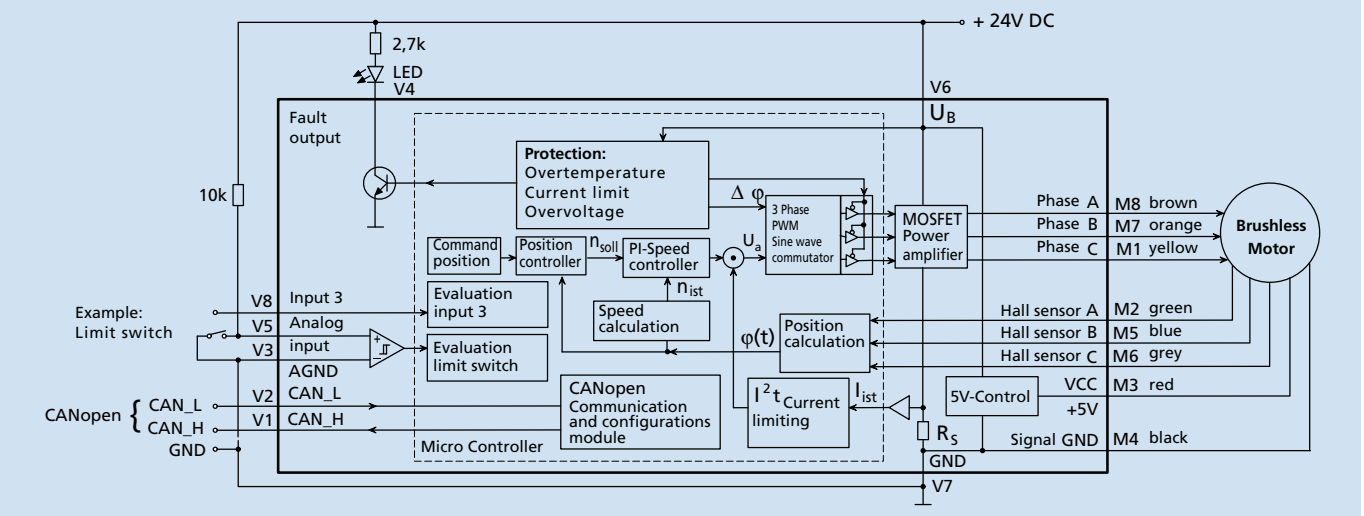 + 24V DC
2,7k
LED
V4
V6
U_B
Fault
output
Protection:
Overtemperature
Current limit
Overvoltage
10k
Δ φ
3 Phase
PWM
Sine wave
commutator
MOSFET
Power
amplifier
Phase A
M8 brown
Phase B
M7 orange
Phase C
M1 yellow
Brushless
Motor
Command
position
Position
controller
n_soll
PI-Speed
controller
U_a
n_ist
Example:
Limit switch
V8
Input 3
Evaluation
input 3
Speed
calculation
V5
Analog
input
V3
AGND
+
−
Evaluation
limit switch
φ(t)
Position
calculation
Hall sensor A
M2 green
Hall sensor B
M5 blue
Hall sensor C
M6 grey
CANopen {
CAN_L
V2
CAN_L
CAN_H
V1
CAN_H
GND
CANopen
Communication
and configurations
module
Micro Controller
I²t Current
limiting
I_ist
R_S
GND
V7
5V-Control
VCC
+5V
M3 red
Signal GND
M4 black